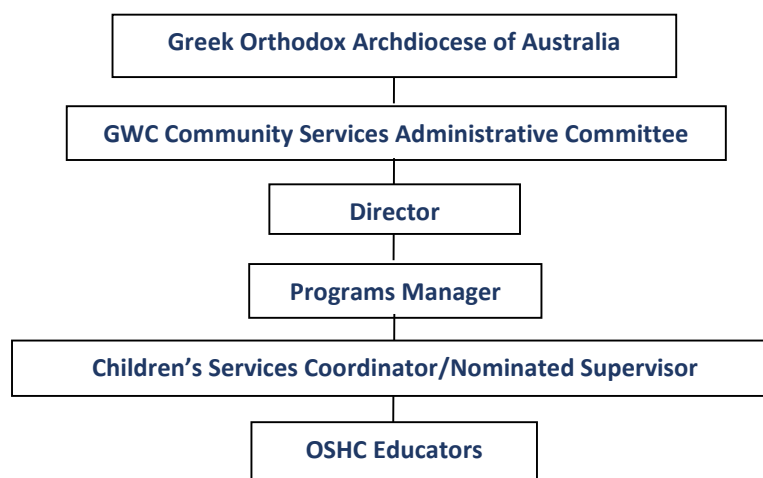 Greek Orthodox Archdiocese of Australia
GWC Community Services Administrative Committee
Director
Programs Manager
Children’s Services Coordinator/Nominated Supervisor
OSHC Educators